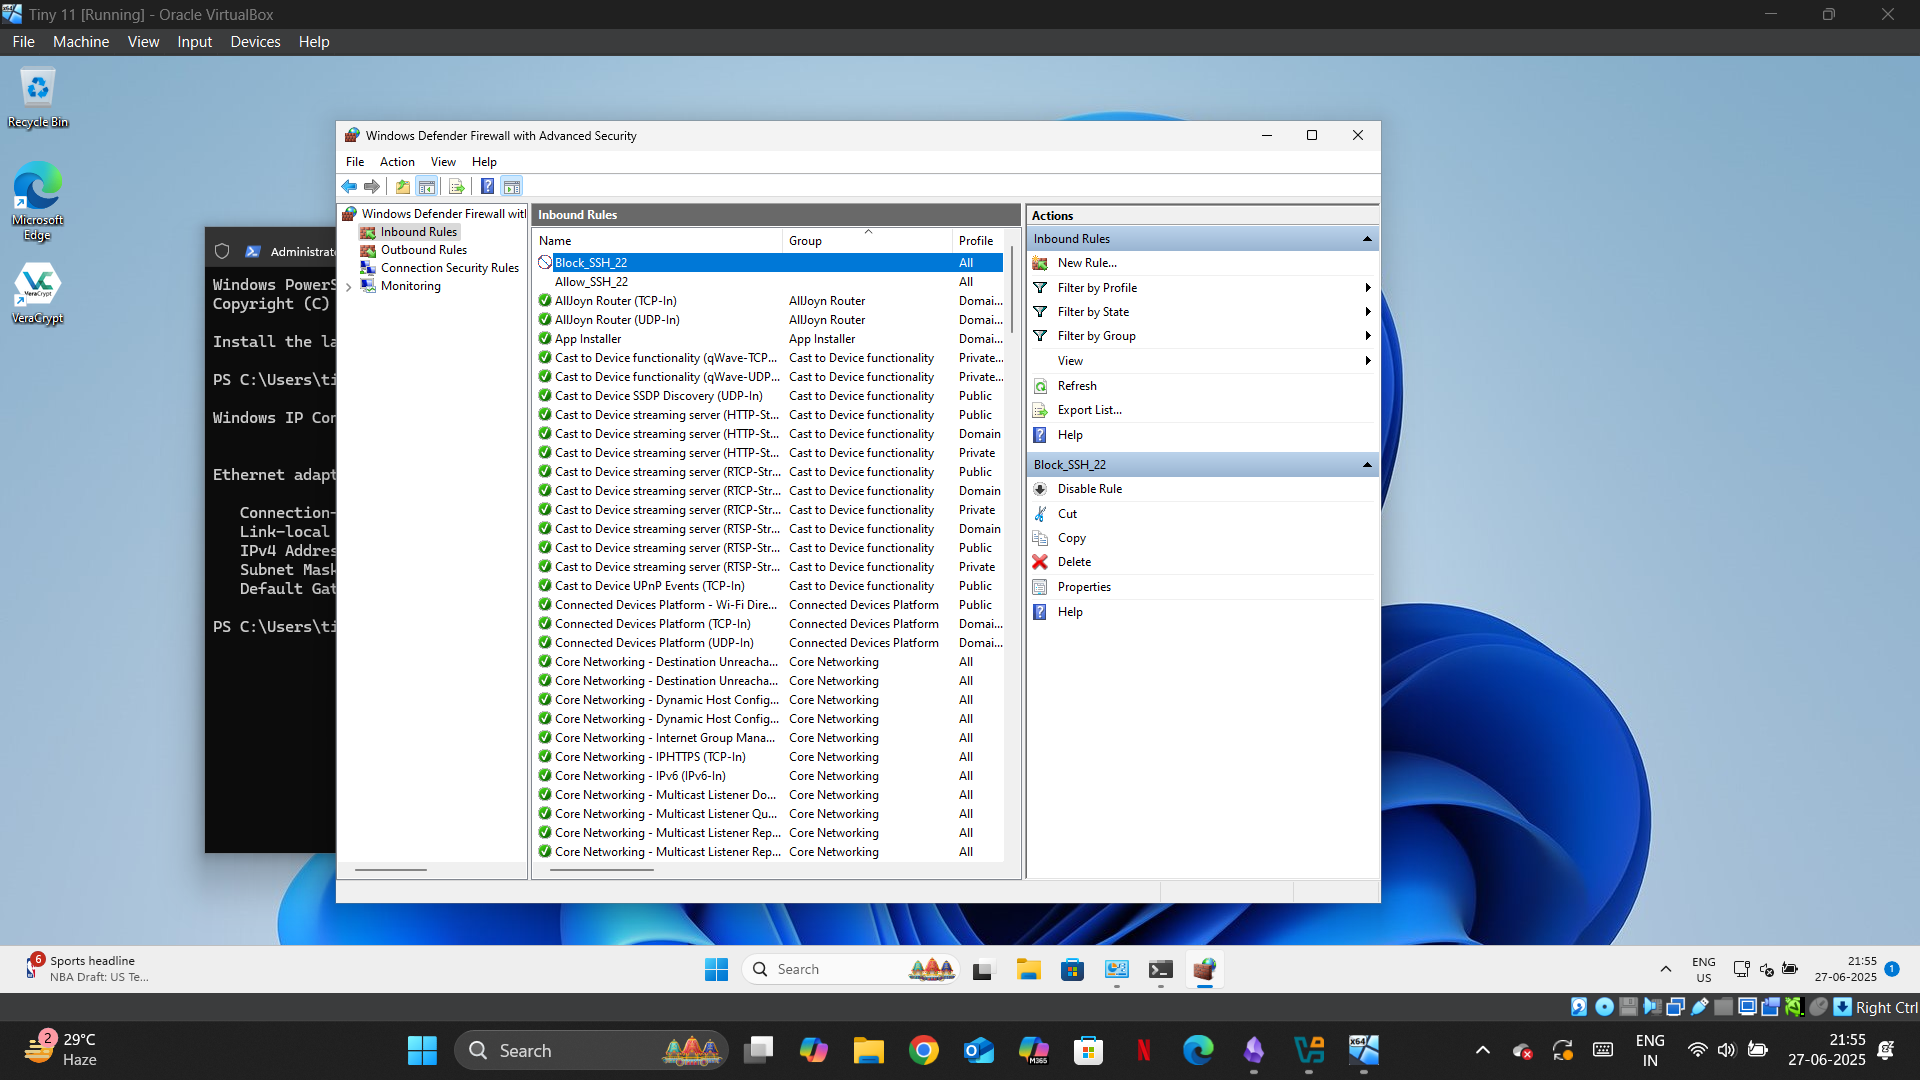 Tiny 11 [Running] - Oracle VirtualBox
File Machine View Input Devices Help
Recycle Bin
Microsoft
Edge
VeraCrypt
Administrat
Windows PowerS
Copyright (C)
Install the la
PS C:\Users\ti
Windows IP Con
Ethernet adapt
Connection-
Link-local
IPv4 Addres
Subnet Mask
Default Gat
PS C:\Users\ti
Windows Defender Firewall with Advanced Security
File Action View Help
Windows Defender Firewall witl
Inbound Rules
Outbound Rules
Connection Security Rules
Monitoring
Inbound Rules
Name Group Profile
Block_SSH_22 All
Allow_SSH_22 All
AllJoyn Router (TCP-In) AllJoyn Router Domai...
AllJoyn Router (UDP-In) AllJoyn Router Domai...
App Installer App Installer Domai...
Cast to Device functionality (qWave-TCP... Cast to Device functionality Private...
Cast to Device functionality (qWave-UDP... Cast to Device functionality Private...
Cast to Device SSDP Discovery (UDP-In) Cast to Device functionality Public
Cast to Device streaming server (HTTP-St... Cast to Device functionality Public
Cast to Device streaming server (HTTP-St... Cast to Device functionality Domain
Cast to Device streaming server (HTTP-St... Cast to Device functionality Private
Cast to Device streaming server (RTCP-Str... Cast to Device functionality Public
Cast to Device streaming server (RTCP-Str... Cast to Device functionality Domain
Cast to Device streaming server (RTCP-Str... Cast to Device functionality Private
Cast to Device streaming server (RTSP-Str... Cast to Device functionality Domain
Cast to Device streaming server (RTSP-Str... Cast to Device functionality Public
Cast to Device streaming server (RTSP-Str... Cast to Device functionality Private
Cast to Device UPnP Events (TCP-In) Cast to Device functionality Public
Connected Devices Platform - Wi-Fi Dire... Connected Devices Platform Public
Connected Devices Platform (TCP-In) Connected Devices Platform Domai...
Connected Devices Platform (UDP-In) Connected Devices Platform Domai...
Core Networking - Destination Unreacha... Core Networking All
Core Networking - Destination Unreacha... Core Networking All
Core Networking - Dynamic Host Config... Core Networking All
Core Networking - Dynamic Host Config... Core Networking All
Core Networking - Internet Group Mana... Core Networking All
Core Networking - IPHTTPS (TCP-In) Core Networking All
Core Networking - IPv6 (IPv6-In) Core Networking All
Core Networking - Multicast Listener Do... Core Networking All
Core Networking - Multicast Listener Qu... Core Networking All
Core Networking - Multicast Listener Rep... Core Networking All
Core Networking - Multicast Listener Rep... Core Networking All
Actions
Inbound Rules
New Rule...
Filter by Profile
Filter by State
Filter by Group
View
Refresh
Export List...
Help
Block_SSH_22
Disable Rule
Cut
Copy
Delete
Properties
Help
6
Sports headline
NBA Draft: US Te...
Search
ENG
US
21:55
27-06-2025
1
Right Ctrl
2
29°C
Haze
Search
M365
x64
ENG
IN
21:55
27-06-2025